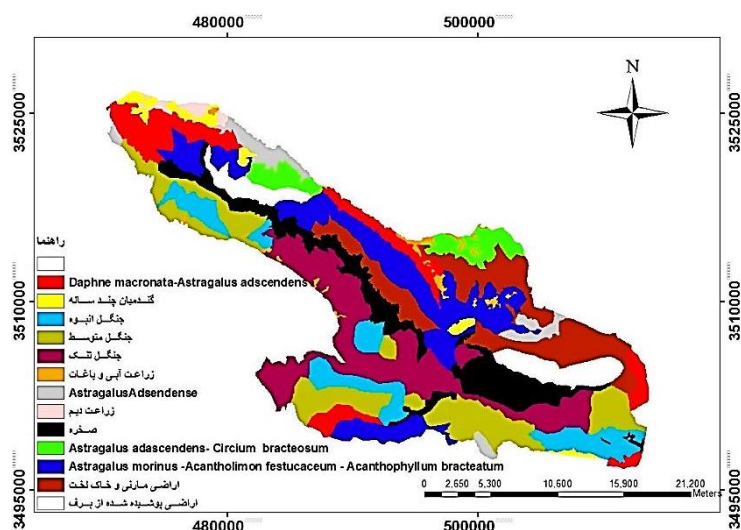 480000 500000
N
3525000
3525000
راهنما
Daphne macronata-Astragalus adscendens
گندمیان چند ساله
3510000
3510000
جنگل انبوه
جنگل متوسط
جنگل تنک
زراعت آبی و باغات
AstragalusAdsendense
زراعت دیم
صخره
Astragalus adascendens- Circium bracteosum
Astragalus morinus -Acantholimon festucaceum - Acanthophyllum bracteatum
اراضی مارنی و خاک لخت
اراضی پوشیده شده از برف
0 2,650 5,300 10,600 15,900 21,200
Meters
3495000
3495000
480000 500000